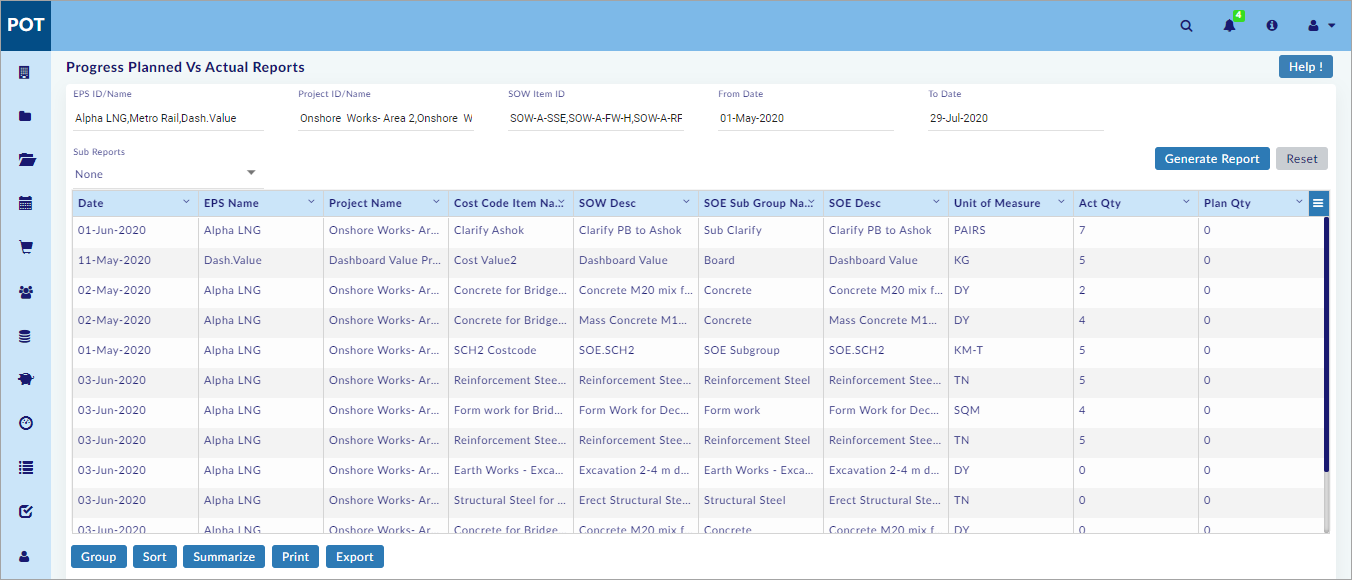 POT
4
Progress Planned Vs Actual Reports
Help !
EPS ID/Name Project ID/Name SOW Item ID From Date To Date
Alpha LNG,Metro Rail,Dash.Value Onshore Works- Area 2,Onshore W SOW-A-SSE,SOW-A-FW-H,SOW-A-RF 01-May-2020 29-Jul-2020
Sub Reports
None
Generate Report Reset
Date EPS Name Project Name Cost Code Item Na... SOW Desc SOE Sub Group Na... SOE Desc Unit of Measure Act Qty Plan Qty
01-Jun-2020 Alpha LNG Onshore Works- Ar... Clarify Ashok Clarify PB to Ashok Sub Clarify Clarify PB to Ashok PAIRS 7 0
11-May-2020 Dash.Value Dashboard Value Pr... Cost Value2 Dashboard Value Board Dashboard Value KG 5 0
02-May-2020 Alpha LNG Onshore Works- Ar... Concrete for Bridge... Concrete M20 mix f... Concrete Concrete M20 mix f... DY 2 0
02-May-2020 Alpha LNG Onshore Works- Ar... Concrete for Bridge... Mass Concrete M1... Concrete Mass Concrete M1... DY 4 0
01-May-2020 Alpha LNG Onshore Works- Ar... SCH2 Costcode SOE.SCH2 SOE Subgroup SOE.SCH2 KM-T 5 0
03-Jun-2020 Alpha LNG Onshore Works- Ar... Reinforcement Stee... Reinforcement Stee... Reinforcement Steel Reinforcement Stee... TN 5 0
03-Jun-2020 Alpha LNG Onshore Works- Ar... Form work for Brid... Form Work for Dec... Form work Form Work for Dec... SQM 4 0
03-Jun-2020 Alpha LNG Onshore Works- Ar... Reinforcement Stee... Reinforcement Stee... Reinforcement Steel Reinforcement Stee... TN 5 0
03-Jun-2020 Alpha LNG Onshore Works- Ar... Earth Works - Exca... Excavation 2-4 m d... Earth Works - Exca... Excavation 2-4 m d... DY 0 0
03-Jun-2020 Alpha LNG Onshore Works- Ar... Structural Steel for ... Erect Structural Ste... Structural Steel Erect Structural Ste... TN 0 0
03-Jun-2020 Alpha LNG Onshore Works- Ar... Concrete for Bridge... Concrete M20 mix f... Concrete Concrete M20 mix f... DY 0 0
Group Sort Summarize Print Export